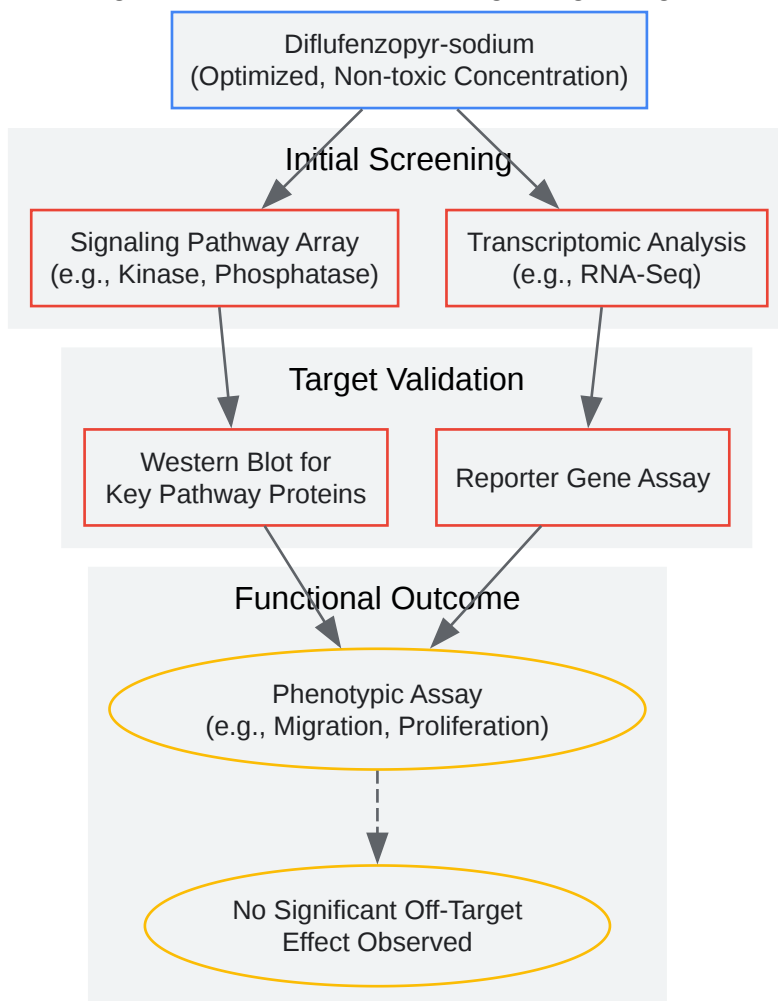 Diflufenzopyr-sodium
(Optimized, Non-toxic Concentration)
Initial Screening
Signaling Pathway Array
(e.g., Kinase, Phosphatase)
Transcriptomic Analysis
(e.g., RNA-Seq)
Target Validation
Western Blot for
Key Pathway Proteins
Reporter Gene Assay
Functional Outcome
Phenotypic Assay
(e.g., Migration, Proliferation)
No Significant Off-Target
Effect Observed